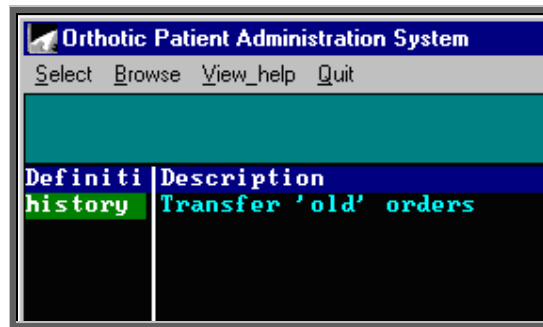 Orthotic Patient Administration System
Select Browse View_help Quit
Definiti Description
history Transfer 'old' orders